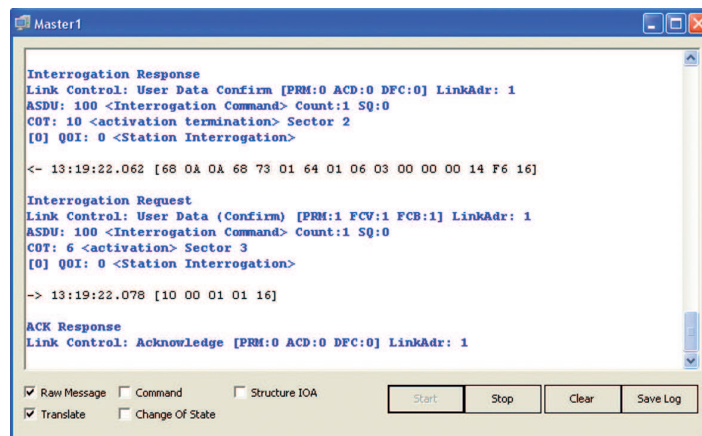 Master1
Interrogation Response
Link Control: User Data Confirm [PRM:0 ACD:0 DFC:0] LinkAdr: 1
ASDU: 100 <Interrogation Command> Count:1 SQ:0
COT: 10 <activation termination> Sector 2
[0] QOI: 0 <Station Interrogation>
<- 13:19:22.062 [68 0A 0A 68 73 01 64 01 06 03 00 00 00 14 F6 16]
Interrogation Request
Link Control: User Data (Confirm) [PRM:1 FCV:1 FCB:1] LinkAdr: 1
ASDU: 100 <Interrogation Command> Count:1 SQ:0
COT: 6 <activation> Sector 3
[0] QOI: 0 <Station Interrogation>
-> 13:19:22.078 [10 00 01 01 16]
ACK Response
Link Control: Acknowledge [PRM:0 ACD:0 DFC:0] LinkAdr: 1
Raw Message Command Structure IOA Start Stop Clear Save Log
Translate Change Of State